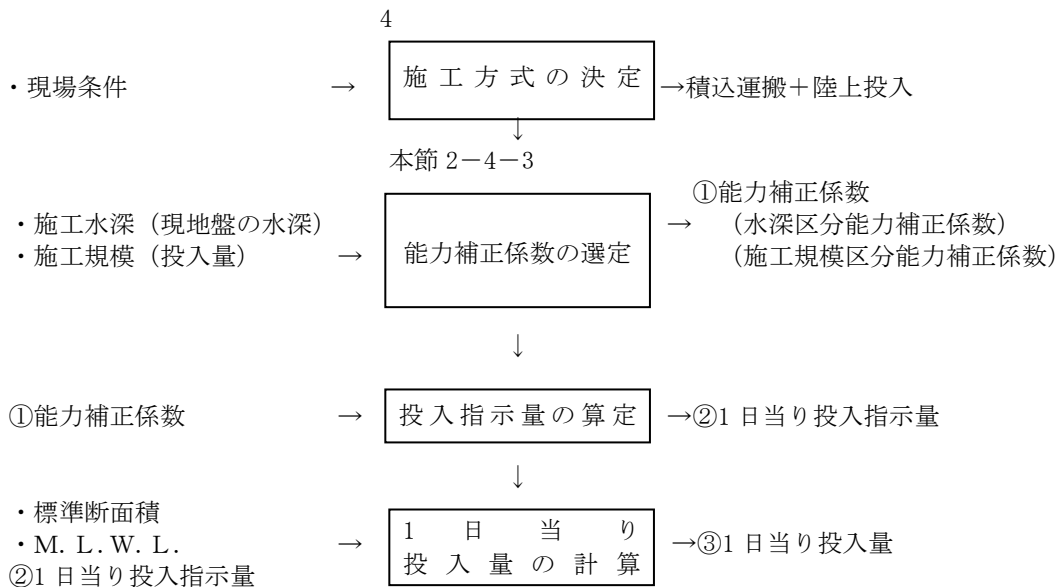 4
・現場条件 → 施工方式の決定 →積込運搬+陸上投入
↓
本節 2-4-3
①能力補正係数
・施工水深(現地盤の水深) → (水深区分能力補正係数)
・施工規模(投入量) → 能力補正係数の選定 (施工規模区分能力補正係数)
↓
①能力補正係数 → 投入指示量の算定 →②1 日当り投入指示量
↓
・標準断面積
・M. L. W. L. → 1 日 当 り 投 入 量 の 計 算 →③1 日当り投入量
②1 日当り投入指示量